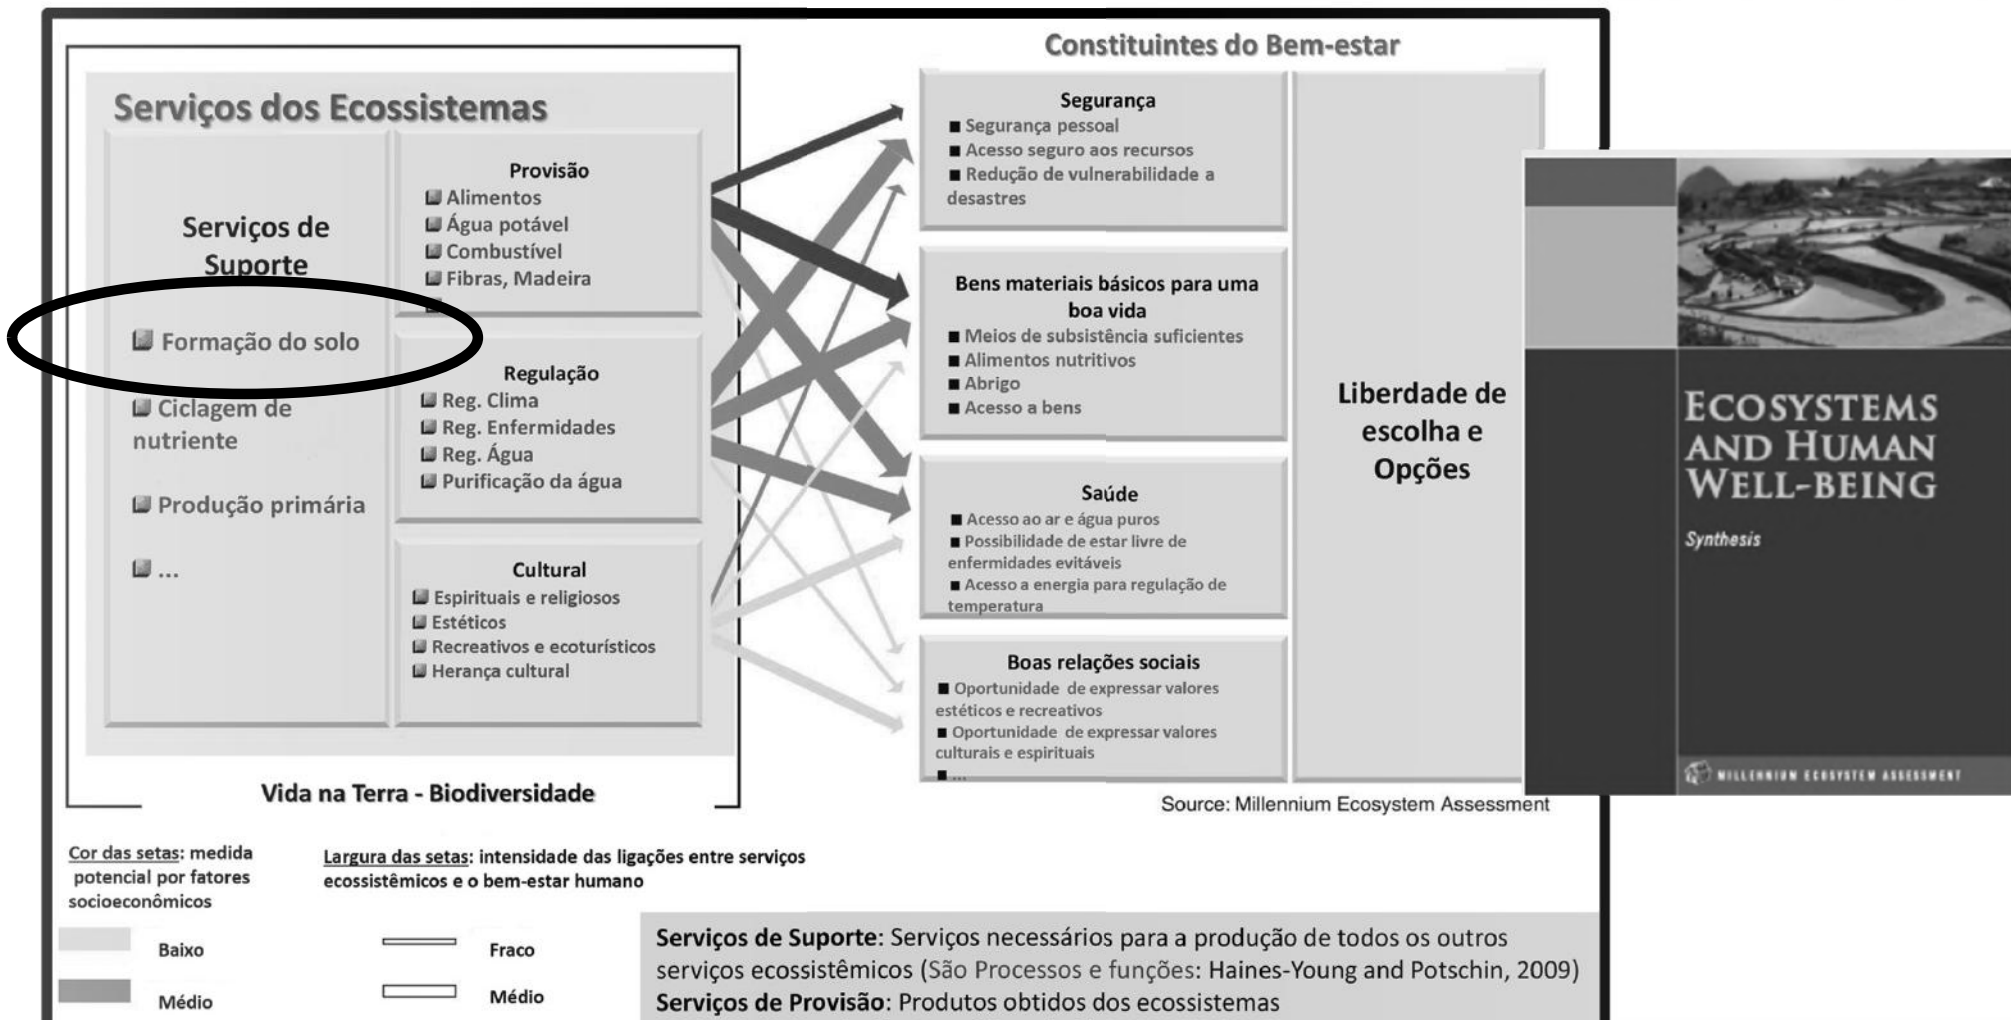 Constituintes do Bem-estar
Serviços dos Ecossistemas
Serviços de
Suporte
Formação do solo
Ciclagem de
nutriente
Produção primária
...
Provisão
Alimentos
Água potável
Combustível
Fibras, Madeira
Regulação
Reg. Clima
Reg. Enfermidades
Reg. Água
Purificação da água
Cultural
Espirituais e religiosos
Estéticos
Recreativos e ecoturísticos
Herança cultural
Vida na Terra - Biodiversidade
Segurança
Segurança pessoal
Acesso seguro aos recursos
Redução de vulnerabilidade a
desastres
Bens materiais básicos para uma
boa vida
Meios de subsistência suficientes
Alimentos nutritivos
Abrigo
Acesso a bens
Saúde
Acesso ao ar e água puros
Possibilidade de estar livre de
enfermidades evitáveis
Acesso a energia para regulação de
temperatura
Boas relações sociais
Oportunidade de expressar valores
estéticos e recreativos
Oportunidade de expressar valores
culturais e espirituais
...
Liberdade de
escolha e
Opções
ECOSYSTEMS
AND HUMAN
WELL-BEING
Synthesis
MILLENNIUM ECOSYSTEM ASSESSMENT
Source: Millennium Ecosystem Assessment
Cor das setas: medida
potencial por fatores
socioeconômicos
Baixo
Médio
Largura das setas: intensidade das ligações entre serviços
ecossistêmicos e o bem-estar humano
Fraco
Médio
Serviços de Suporte: Serviços necessários para a produção de todos os outros
serviços ecossistêmicos (São Processos e funções: Haines-Young and Potschin, 2009)
Serviços de Provisão: Produtos obtidos dos ecossistemas